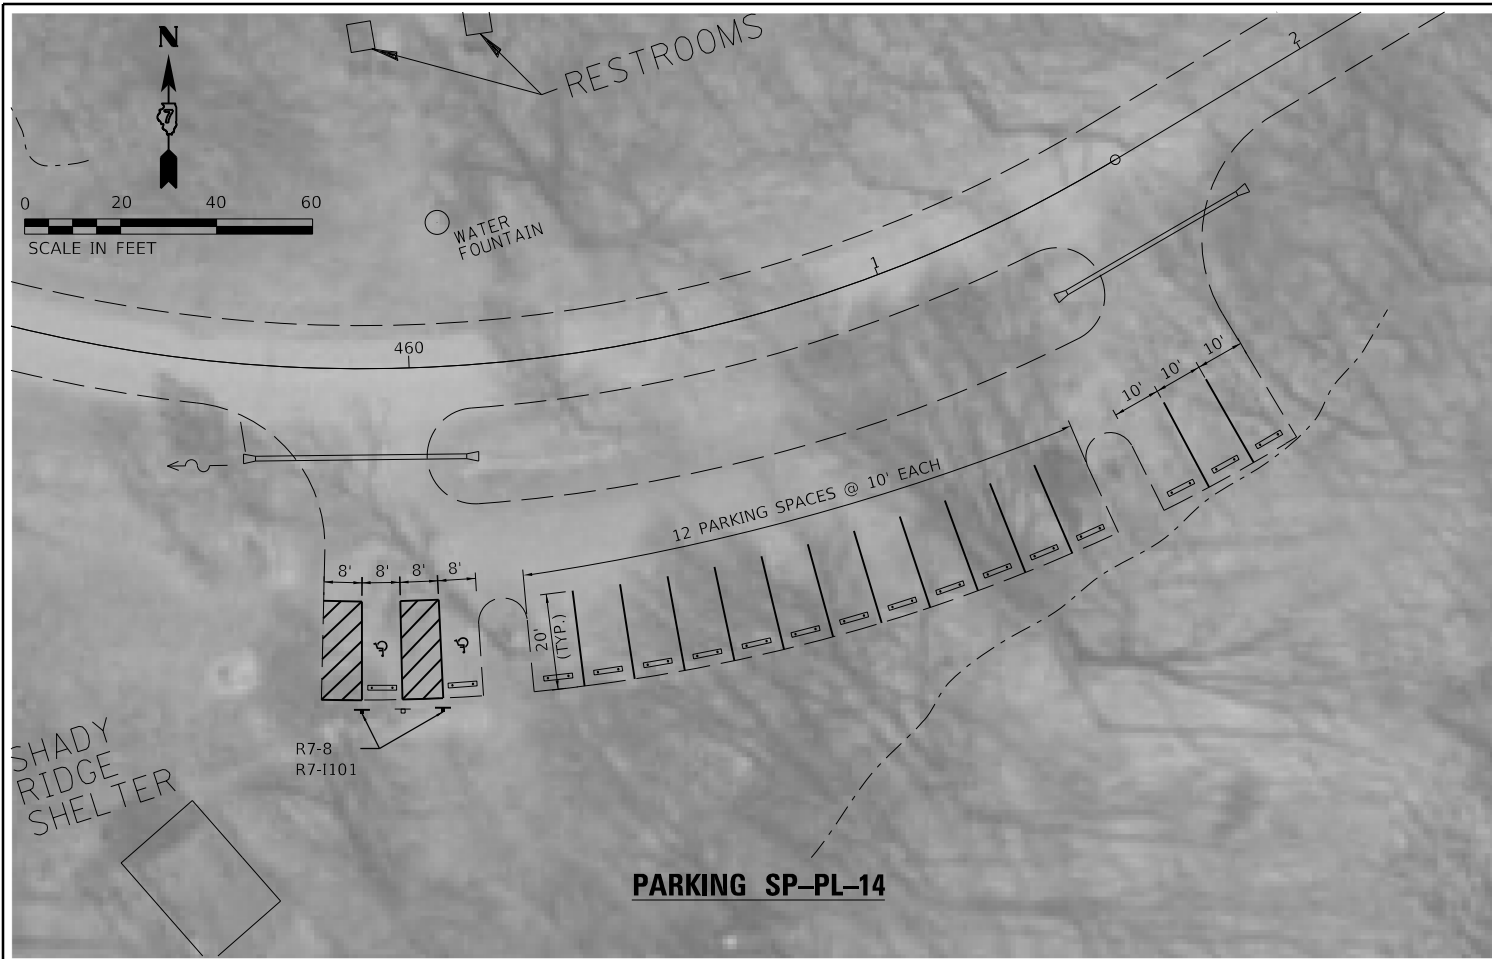 N
7
0 20 40 60
SCALE IN FEET
RESTROOMS
WATER
FOUNTAIN
2
1
460
10' 10' 10'
12 PARKING SPACES @ 10' EACH
8' 8' 8' 8'
20'
(TYP.)
R7-8
R7-I101
SHADY
RIDGE
SHELTER
PARKING SP-PL-14